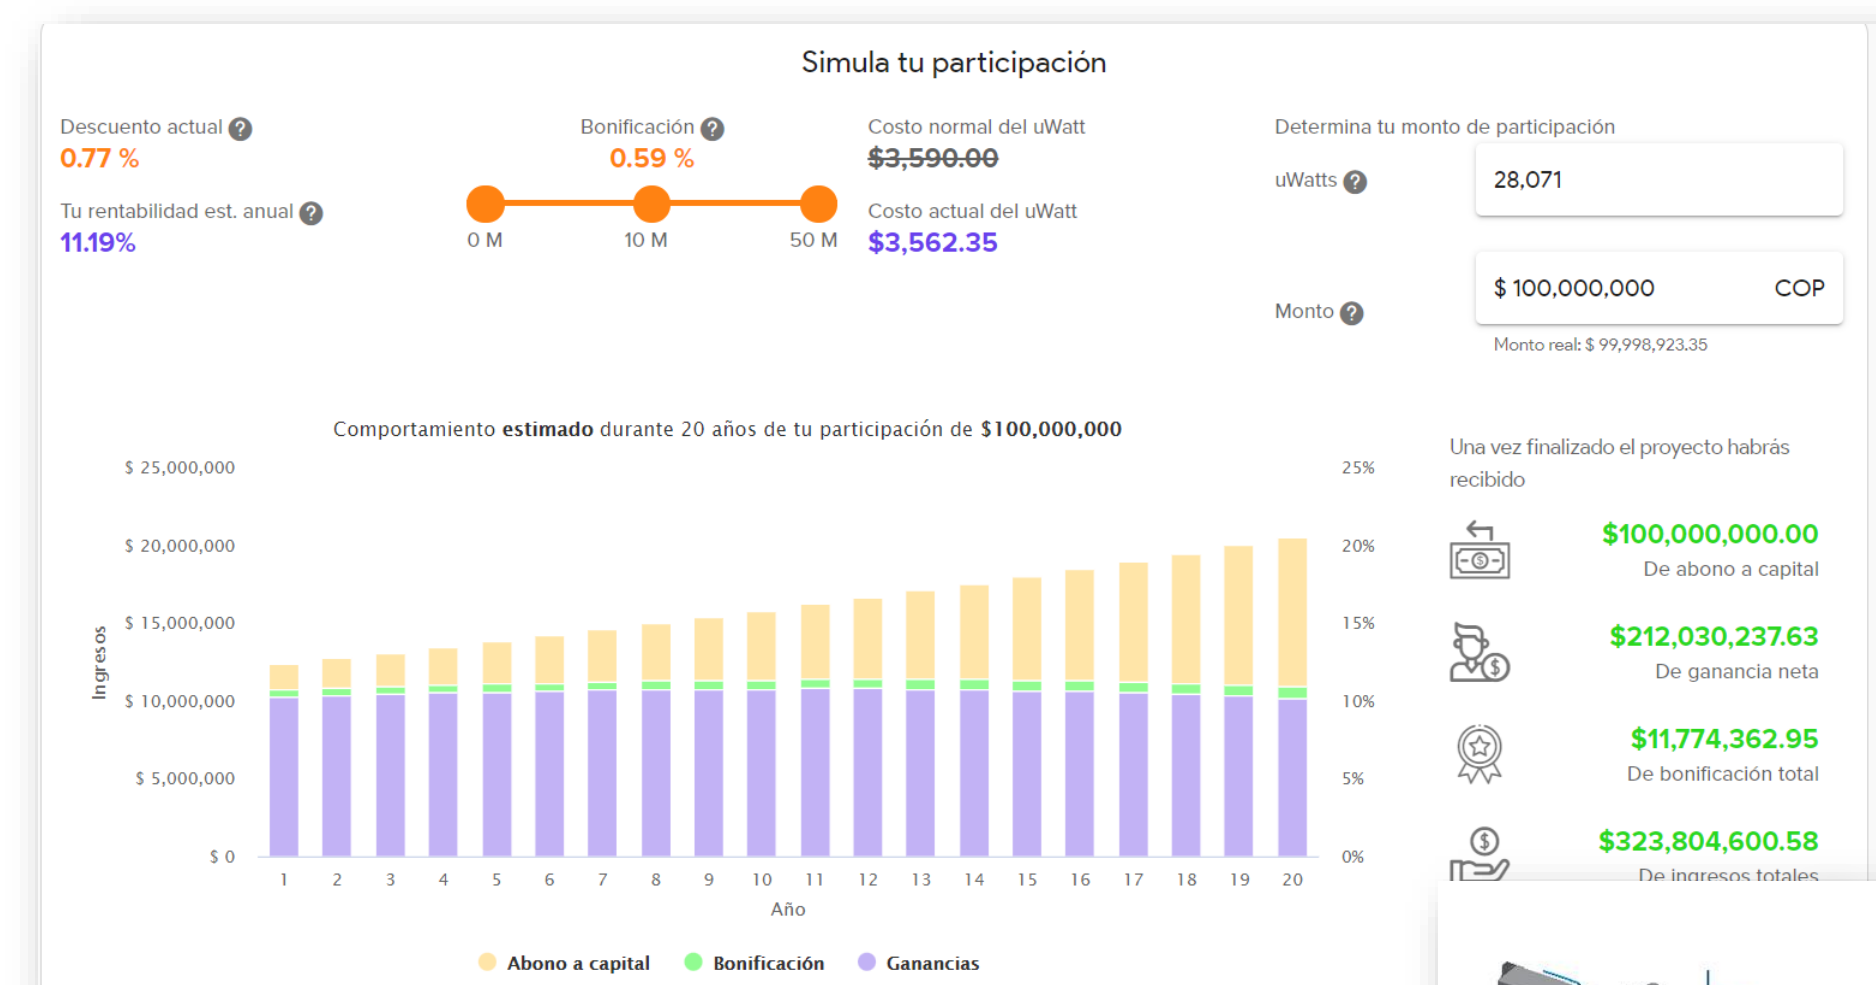 Simula tu participación
Descuento actual ?
0.77 %
Tu rentabilidad est. anual ?
11.19%
Bonificación ?
0.59 %
0 M 10 M 50 M
Costo normal del uWatt
$3,590.00
Costo actual del uWatt
$3,562.35
Determina tu monto de participación
uWatts ? 28,071
Monto ? $ 100,000,000 COP
Monto real: $ 99,998,923.35
Comportamiento estimado durante 20 años de tu participación de $100,000,000
Ingresos
$ 25,000,000 25%
$ 20,000,000 20%
$ 15,000,000 15%
$ 10,000,000 10%
$ 5,000,000 5%
$ 0 0%
1 2 3 4 5 6 7 8 9 10 11 12 13 14 15 16 17 18 19 20
Año
Abono a capital Bonificación Ganancias
Una vez finalizado el proyecto habrás
recibido
$100,000,000.00
De abono a capital
$212,030,237.63
De ganancia neta
$11,774,362.95
De bonificación total
$323,804,600.58
De ingresos totales